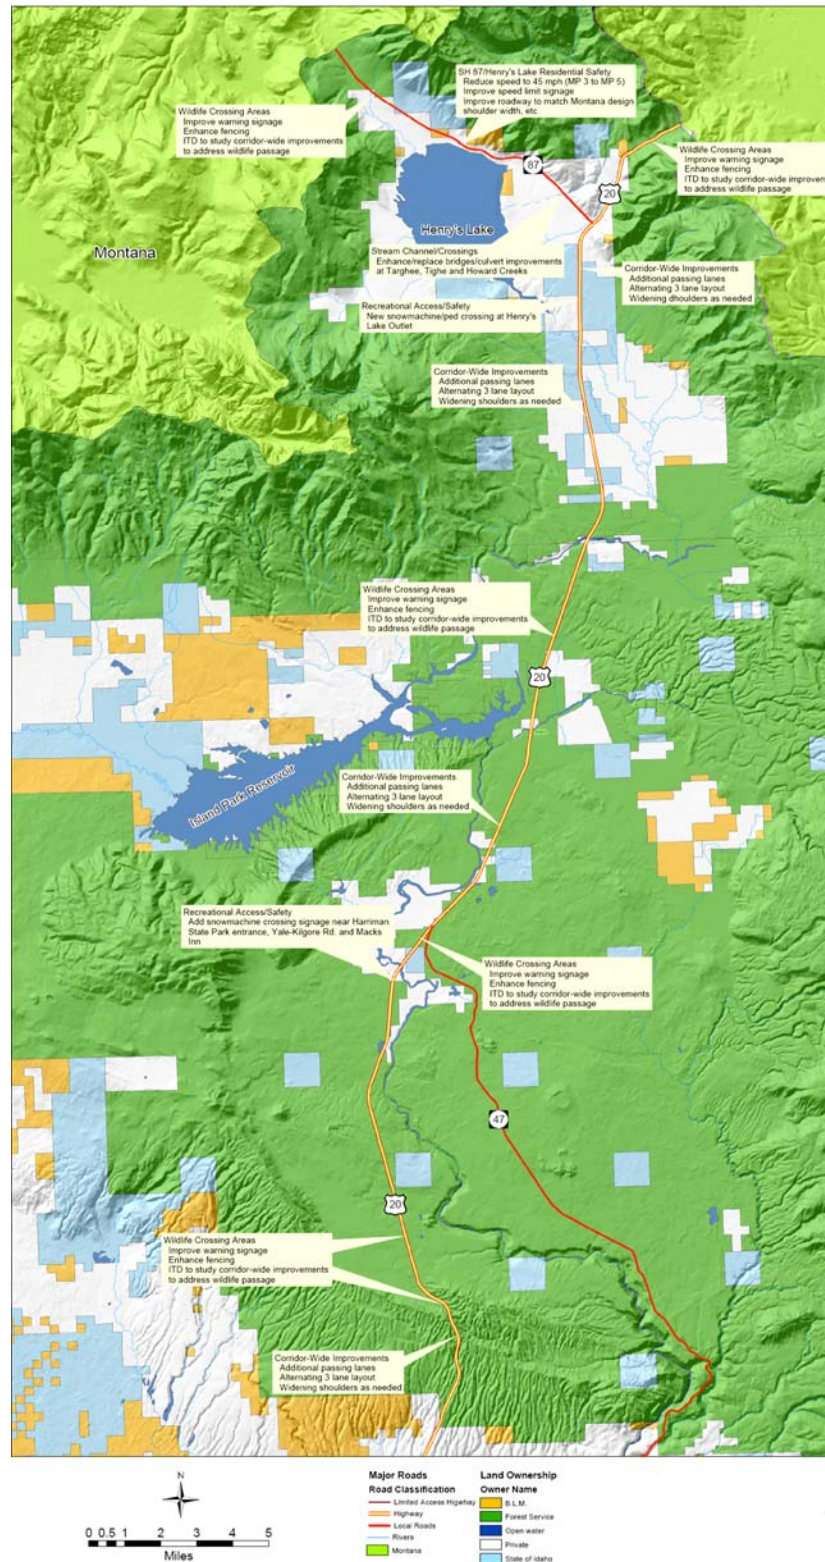 SH 87/Henry's Lake Residential Safety
Reduce speed to 45 mph (MP 3 to MP 5)
Improve speed limit signage
Improve roadway to match Montana design
shoulder width, etc.
Wildlife Crossing Areas
Improve warning signage
Enhance fencing
ITD to study corridor-wide improvements
to address wildlife passage
Wildlife Crossing Areas
Improve warning signage
Enhance fencing
ITD to study corridor-wide improvem
to address wildlife passage
87
20
Henry's Lake
Montana
Stream Channel/Crossings
Enhance/replace bridges/culvert improvements
at Targhee, Tighe and Howard Creeks
Corridor-Wide Improvements
Additional passing lanes
Alternating 3 lane layout
Widening dhoulders as needed
Recreational Access/Safety
New snowmachine/ped crossing at Henry's
Lake Outlet
Corridor-Wide Improvements
Additional passing lanes
Alternating 3 lane layout
Widening shoulders as needed
Wildlife Crossing Areas
Improve warning signage
Enhance fencing
ITD to study corridor-wide improvements
to address wildlife passage
20
Island Park Reservoir
Corridor-Wide Improvements
Additional passing lanes
Alternating 3 lane layout
Widening shoulders as needed
Recreational Access/Safety
Add snowmachine crossing signage near Harriman
State Park entrance, Yale-Kilgore Rd. and Macks
Inn
Wildlife Crossing Areas
Improve warning signage
Enhance fencing
ITD to study corridor-wide improvements
to address wildlife passage
47
20
Wildlife Crossing Areas
Improve warning signage
Enhance fencing
ITD to study corridor-wide improvements
to address wildlife passage
Corridor-Wide Improvements
Additional passing lanes
Alternating 3 lane layout
Widening shoulders as needed
N
0 0.5 1 2 3 4 5
Miles
Major Roads
Road Classification
Limited Access Higwhay
Highway
Local Roads
Rivers
Montana
Land Ownership
Owner Name
B.L.M.
Forest Service
Open water
Private
State of Idaho